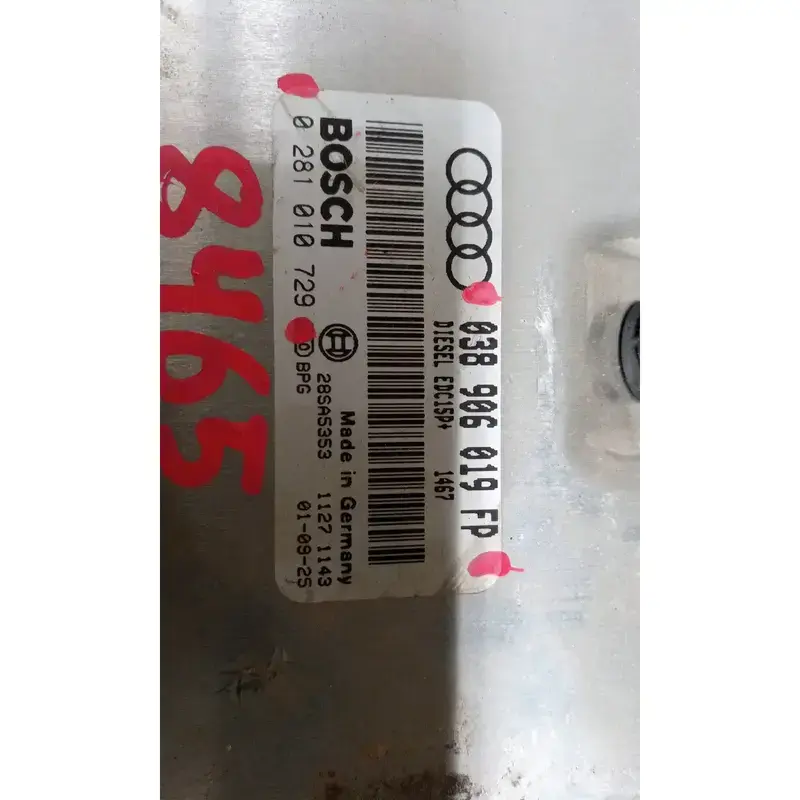 038 906 019 FP
DIESEL EDC15P+ 1467
BOSCH
0 281 010 729
BPG
28SA5353 1127 1143
Made in Germany
01-09-25
8465